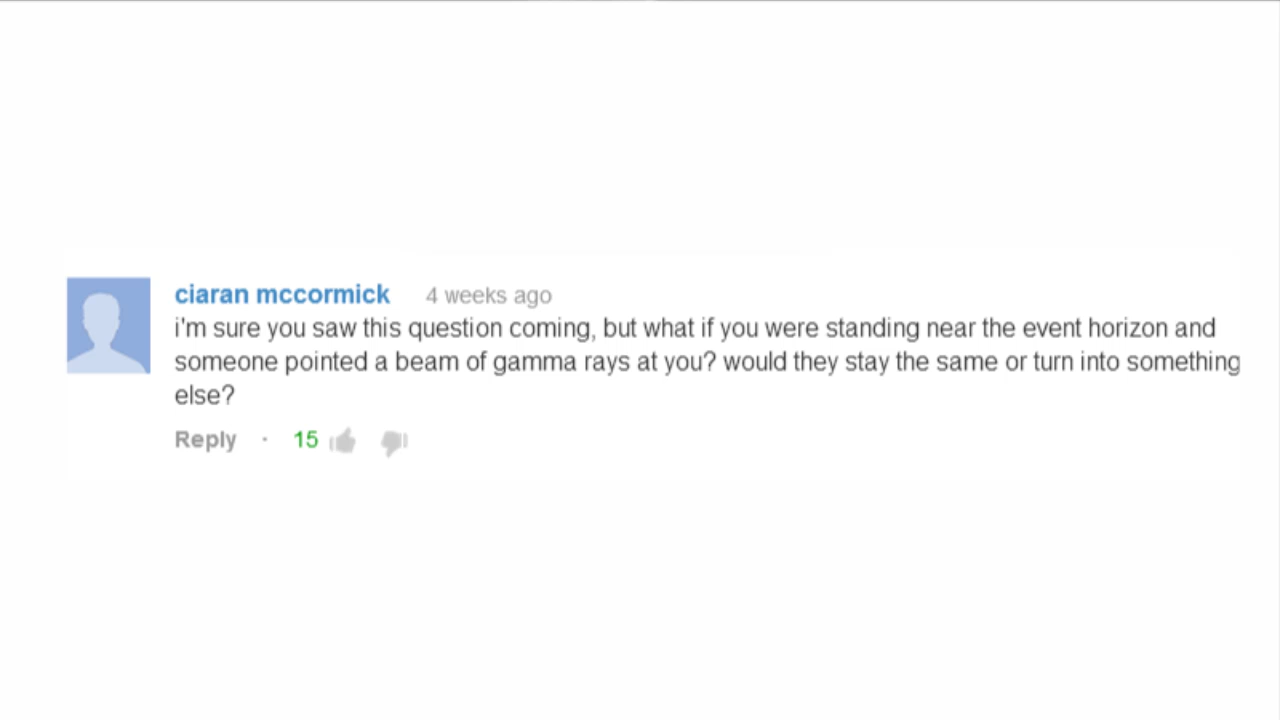 ciaran mccormick 4 weeks ago
i'm sure you saw this question coming, but what if you were standing near the event horizon and
someone pointed a beam of gamma rays at you? would they stay the same or turn into something
else?
Reply · 15